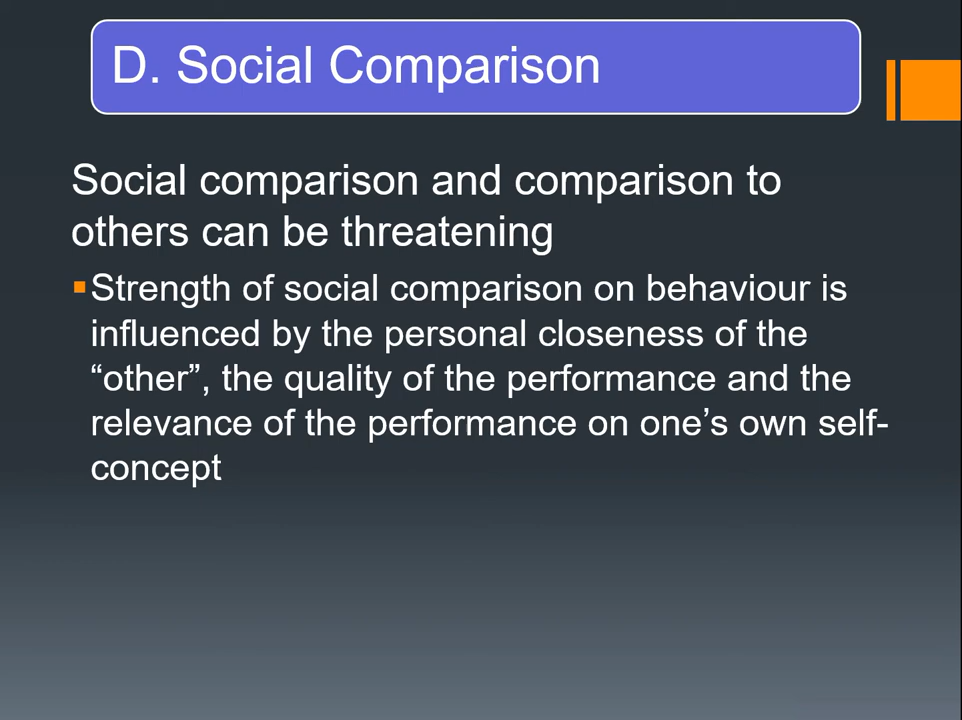 D. Social Comparison
Social comparison and comparison to
others can be threatening
Strength of social comparison on behaviour is
influenced by the personal closeness of the
“other”, the quality of the performance and the
relevance of the performance on one’s own self-
concept